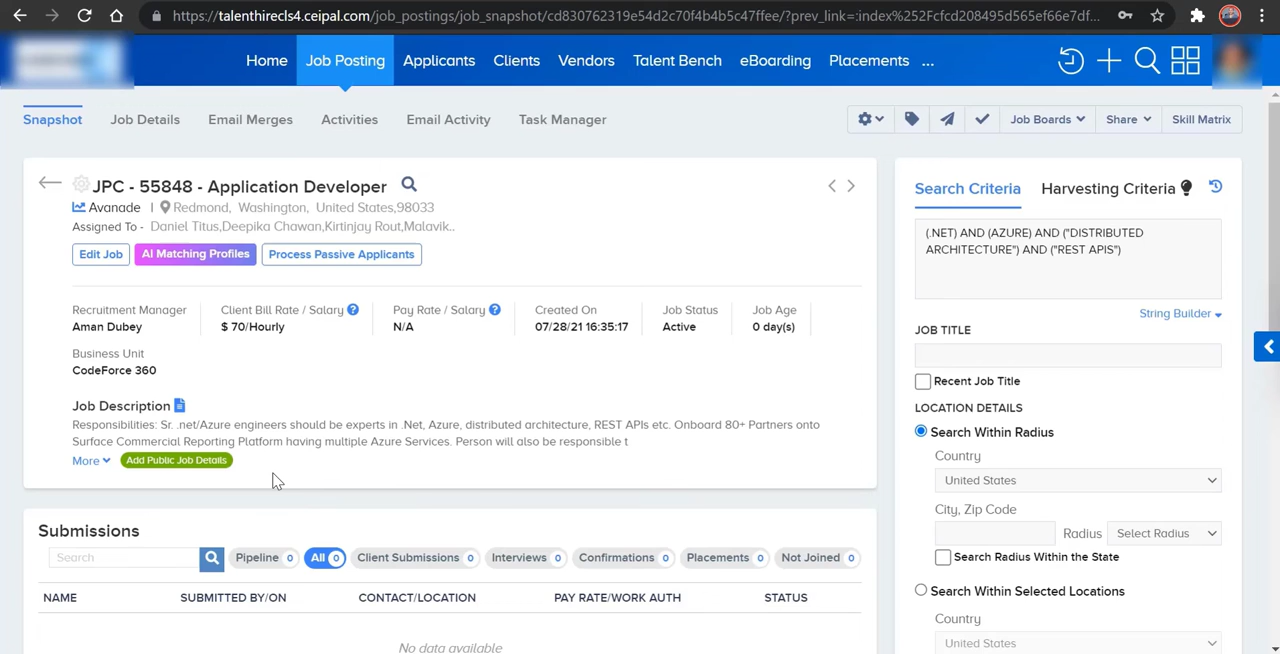 https://talenthirecls4.ceipal.com/job_postings/job_snapshot/cd830762319e54d2c70f4b4b5c47ffee/?prev_link=:index%252Fcfcd208495d565ef66e7df...
Home Job Posting Applicants Clients Vendors Talent Bench eBoarding Placements ...
Snapshot Job Details Email Merges Activities Email Activity Task Manager Job Boards Share Skill Matrix
JPC - 55848 - Application Developer
Avanade | Redmond, Washington, United States,98033
Assigned To - Daniel Titus,Deepika Chawan,Kirtinjay Rout,Malavik..
Edit Job AI Matching Profiles Process Passive Applicants
Recruitment Manager Client Bill Rate / Salary ? Pay Rate / Salary ? Created On Job Status Job Age
Aman Dubey $ 70/Hourly N/A 07/28/21 16:35:17 Active 0 day(s)
Business Unit
CodeForce 360
Job Description
Responsibilities: Sr. .net/Azure engineers should be experts in .Net, Azure, distributed architecture, REST APIs etc. Onboard 80+ Partners onto
Surface Commercial Reporting Platform having multiple Azure Services. Person will also be responsible t
More Add Public Job Details
Submissions
Search Pipeline 0 All 0 Client Submissions 0 Interviews 0 Confirmations 0 Placements 0 Not Joined 0
NAME SUBMITTED BY/ON CONTACT/LOCATION PAY RATE/WORK AUTH STATUS
No data available
Search Criteria Harvesting Criteria
(.NET) AND (AZURE) AND ("DISTRIBUTED
ARCHITECTURE") AND ("REST APIS")
String Builder
JOB TITLE
Recent Job Title
LOCATION DETAILS
Search Within Radius
Country
United States
City, Zip Code
Radius Select Radius
Search Radius Within the State
Search Within Selected Locations
Country
United States